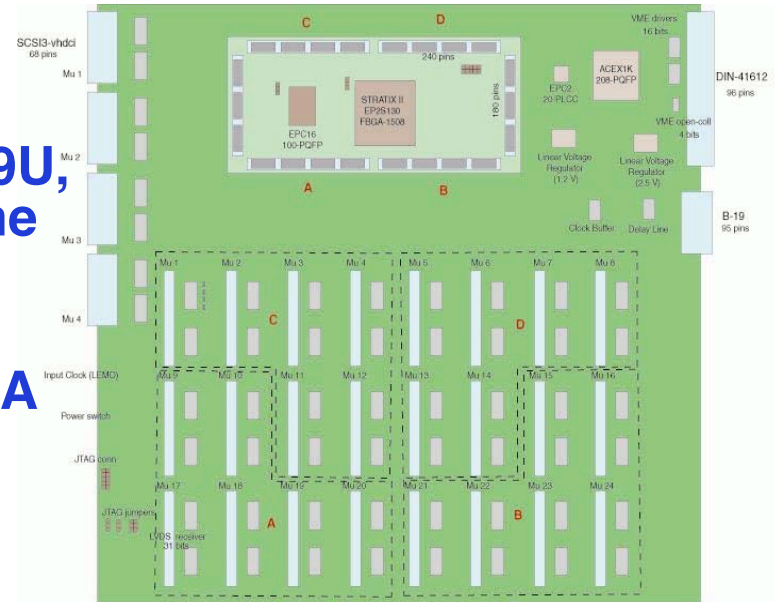 C
D
SCSI3-vhdci
68 pins
Mu 1
Mu 2
Mu 3
Mu 4
9U,
ne
A
240 pins
180 pins
STRATIX II
EP2S130
FBGA-1508
EPC16
100-PQFP
A
B
VME drivers
16 bits
ACEX1K
208-PQFP
EPC2
20-PLCC
DIN-41612
96 pins
VME open-coll
4 bits
Linear Voltage
Regulator
(1.2 V)
Linear Voltage
Regulator
(2.5 V)
Clock Buffer
Delay Line
B-19
95 pins
Mu 1 Mu 2 Mu 3 Mu 4 Mu 5 Mu 6 Mu 7 Mu 8
C
D
Input Clock (LEMO)
Mu 9 Mu 10 Mu 11 Mu 12 Mu 13 Mu 14 Mu 15 Mu 16
Power switch
JTAG conn
Mu 17 Mu 18 Mu 19 Mu 20 Mu 21 Mu 22 Mu 23 Mu 24
JTAG jumpers
A
B
LVDS receiver
31 bits